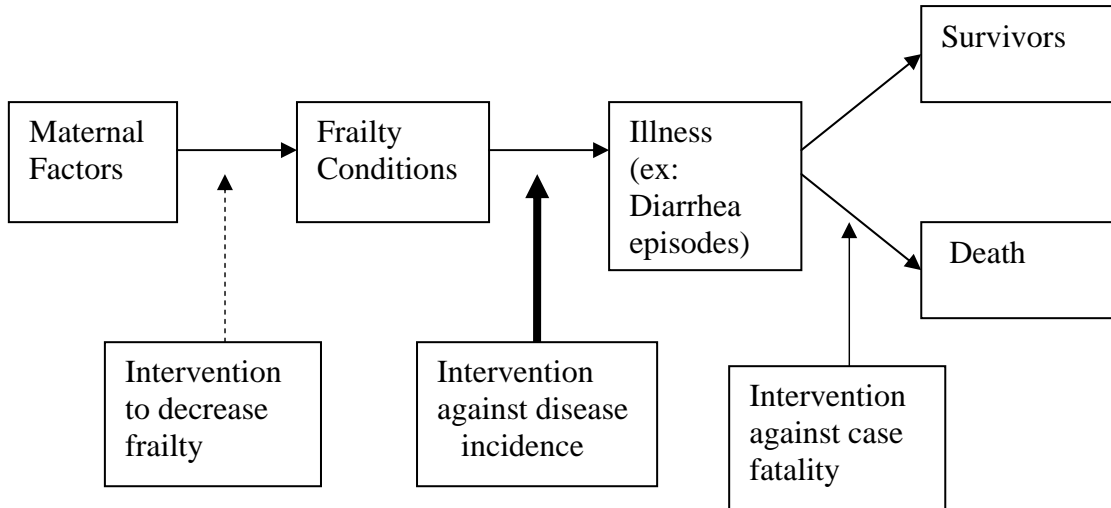 Survivors
Maternal
Factors
Frailty
Conditions
Illness
(ex:
Diarrhea
episodes)
Death
Intervention
to decrease
frailty
Intervention
against disease
incidence
Intervention
against case
fatality